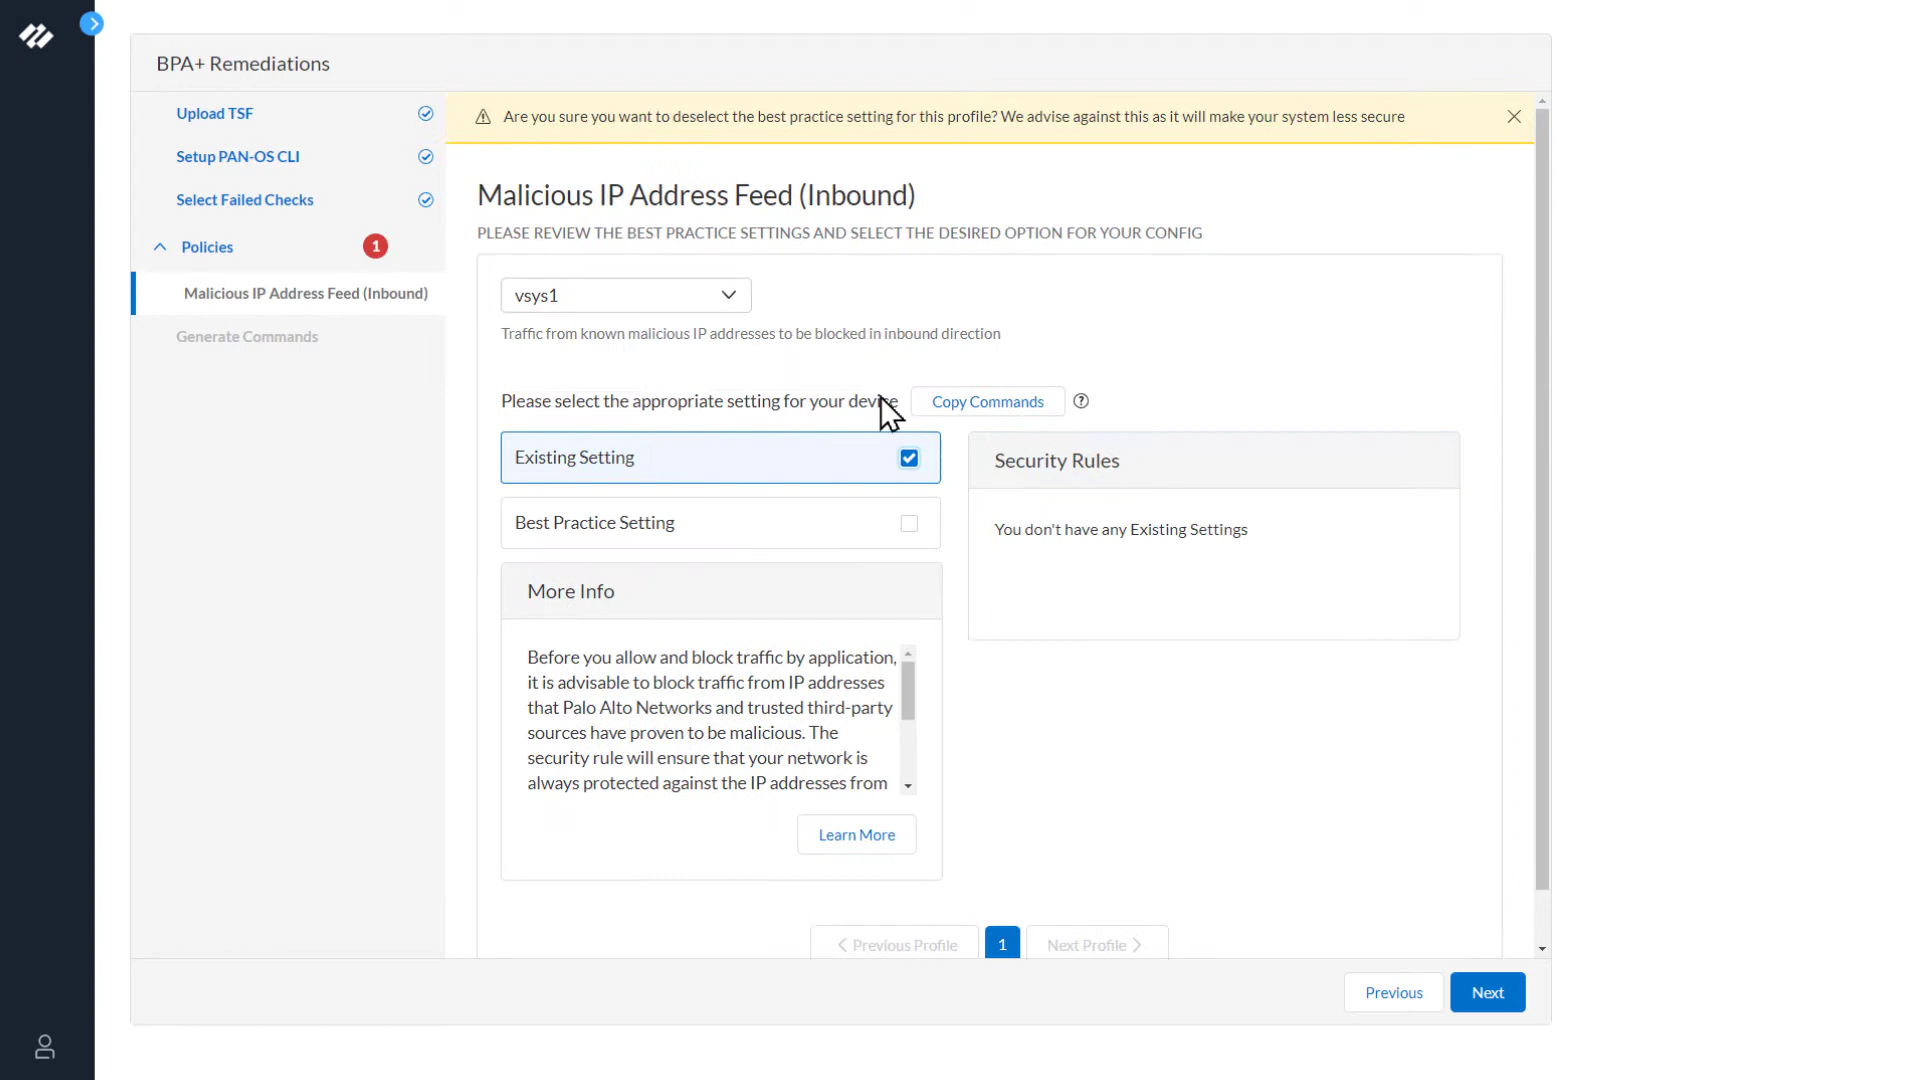 BPA+ Remediations
Upload TSF
Setup PAN-OS CLI
Select Failed Checks
Policies
1
Malicious IP Address Feed (Inbound)
Generate Commands
Are you sure you want to deselect the best practice setting for this profile? We advise against this as it will make your system less secure
Malicious IP Address Feed (Inbound)
PLEASE REVIEW THE BEST PRACTICE SETTINGS AND SELECT THE DESIRED OPTION FOR YOUR CONFIG
vsys1
Traffic from known malicious IP addresses to be blocked in inbound direction
Please select the appropriate setting for your device
Copy Commands
Existing Setting
Best Practice Setting
More Info
Before you allow and block traffic by application,
it is advisable to block traffic from IP addresses
that Palo Alto Networks and trusted third-party
sources have proven to be malicious. The
security rule will ensure that your network is
always protected against the IP addresses from
Learn More
Security Rules
You don't have any Existing Settings
Previous Profile
1
Next Profile
Previous
Next